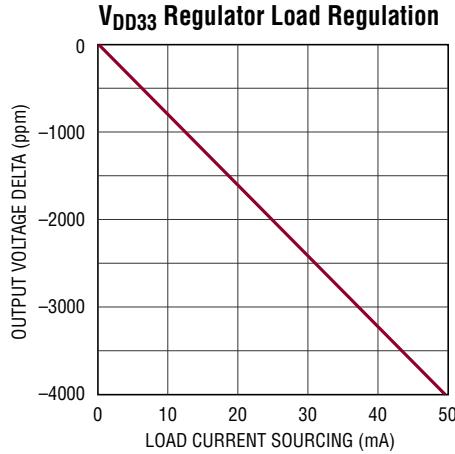 VDD33 Regulator Load Regulation
OUTPUT VOLTAGE DELTA (ppm)
0
–1000
–2000
–3000
–4000
0 10 20 30 40 50
LOAD CURRENT SOURCING (mA)